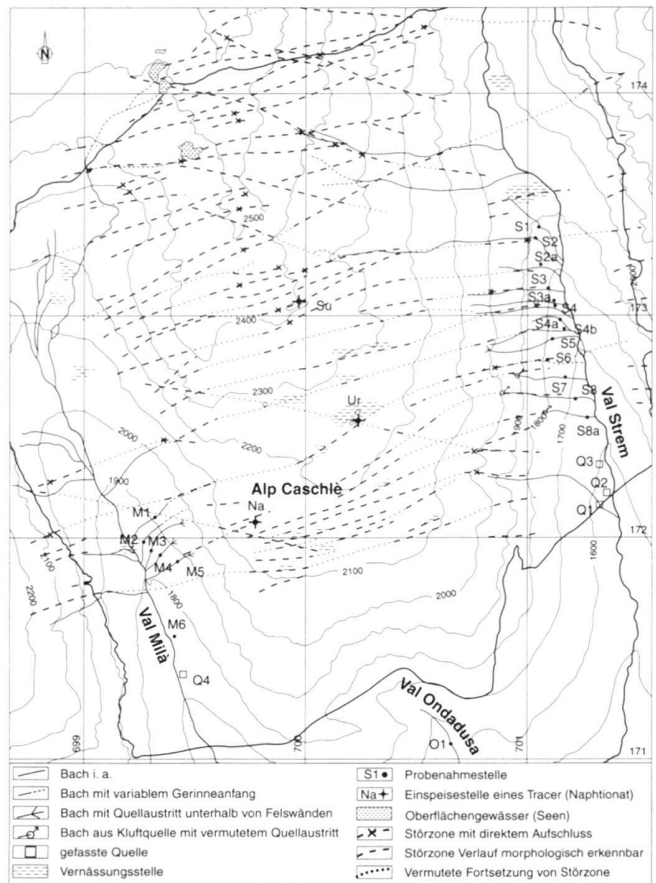 N
174
2500
S1
S2
S2a
S3
S3a
S4
S4a
S4b
S5
S6
S7
S8
S8a
Su
2400
173
2000
2300
Ur
2000
2200
1900
1800
1700
Val Strem
1900
Alp Caschlè
Na
M1
M2
M3
M4
M5
Q3
Q2
Q1
172
2100
2200
2100
1600
2000
1800
M6
Val Milà
Q4
Val Ondadusa
O1
699
700
701
171
Bach i. a.
Bach mit variablem Gerinneanfang
Bach mit Quellaustritt unterhalb von Felswänden
Bach aus Kluftquelle mit vermutetem Quellaustritt
gefasste Quelle
Vernässungsstelle
S1 Probenahmestelle
Na Einspeisestelle eines Tracer (Naphtionat)
Oberflächengewässer (Seen)
Störzone mit direktem Aufschluss
Störzone Verlauf morphologisch erkennbar
Vermutete Fortsetzung von Störzone